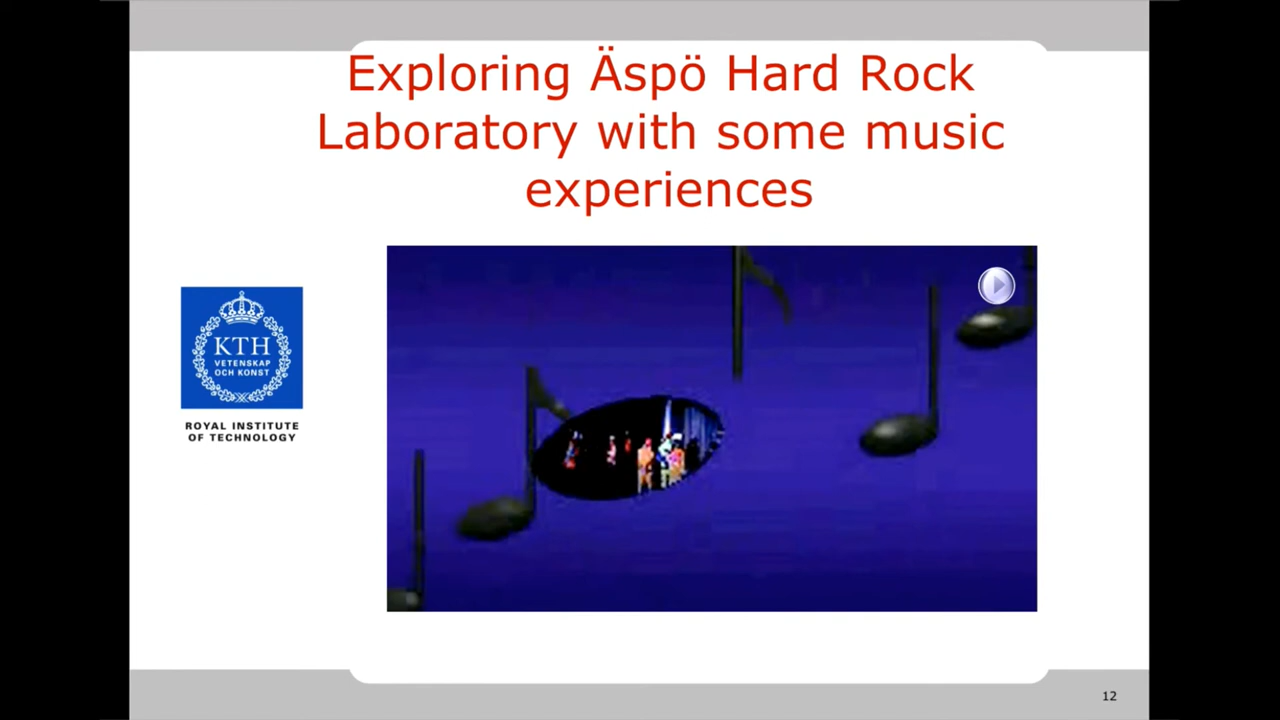 Exploring Äspö Hard Rock
Laboratory with some music
experiences
KTH
VETENSKAP
OCH KONST
ROYAL INSTITUTE
OF TECHNOLOGY
12